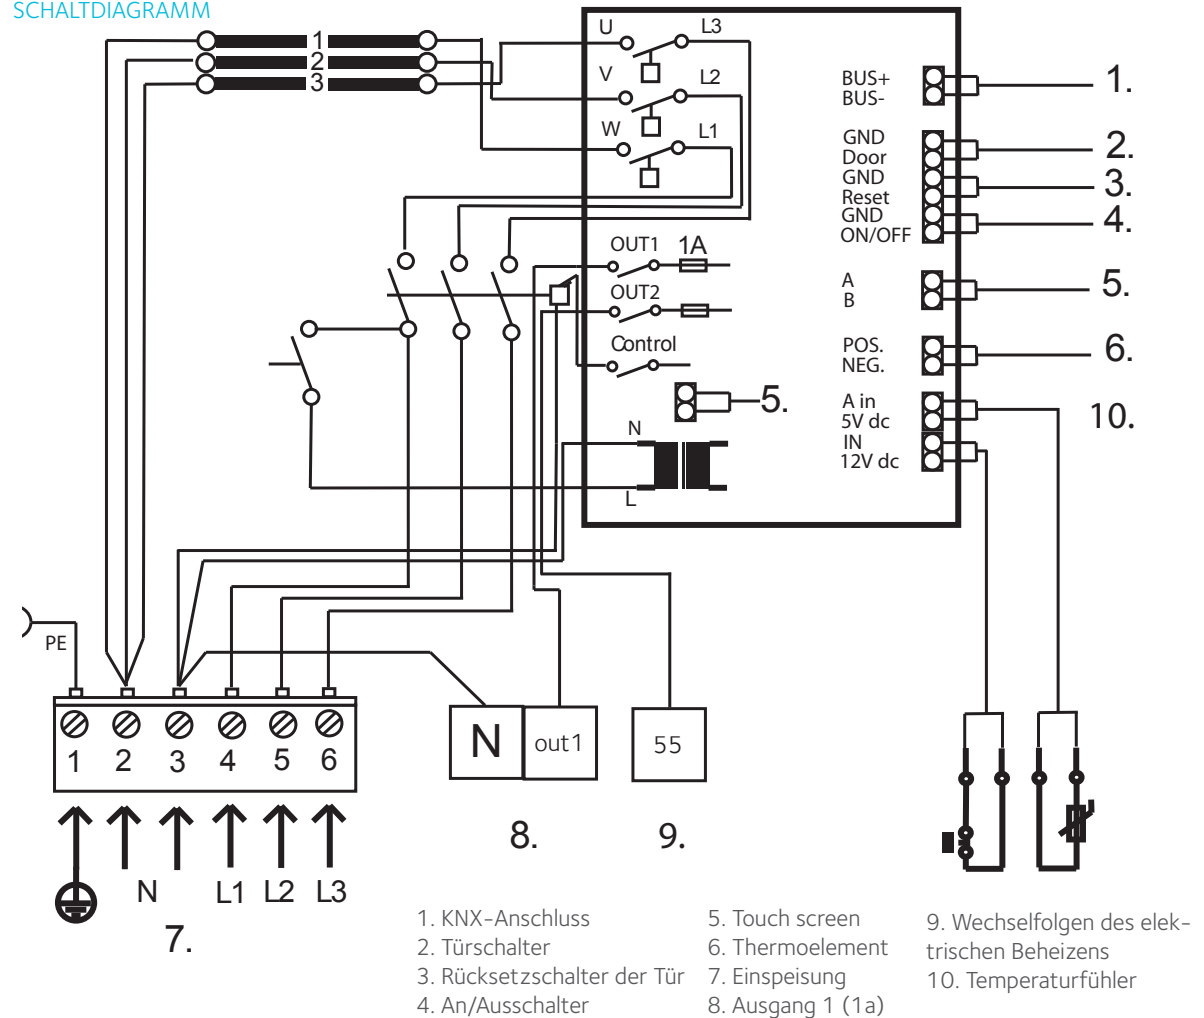 SCHALTDIAGRAMM
1
2
3
U
L3
V
L2
W
L1
BUS+
BUS-
1.
GND
Door
2.
GND
Reset
3.
GND
ON/OFF
4.
OUT1
1A
OUT2
Control
A
B
5.
POS.
NEG.
6.
5.
A in
5V dc
10.
IN
12V dc
N
L
PE
1 2 3 4 5 6
N L1 L2 L3
7.
N
out1
8.
55
9.
1. KNX-Anschluss
2. Türschalter
3. Rücksetzschalter der Tür
4. An/Ausschalter
5. Touch screen
6. Thermoelement
7. Einspeisung
8. Ausgang 1 (1a)
9. Wechselfolgen des elek-
trischen Beheizens
10. Temperaturfühler